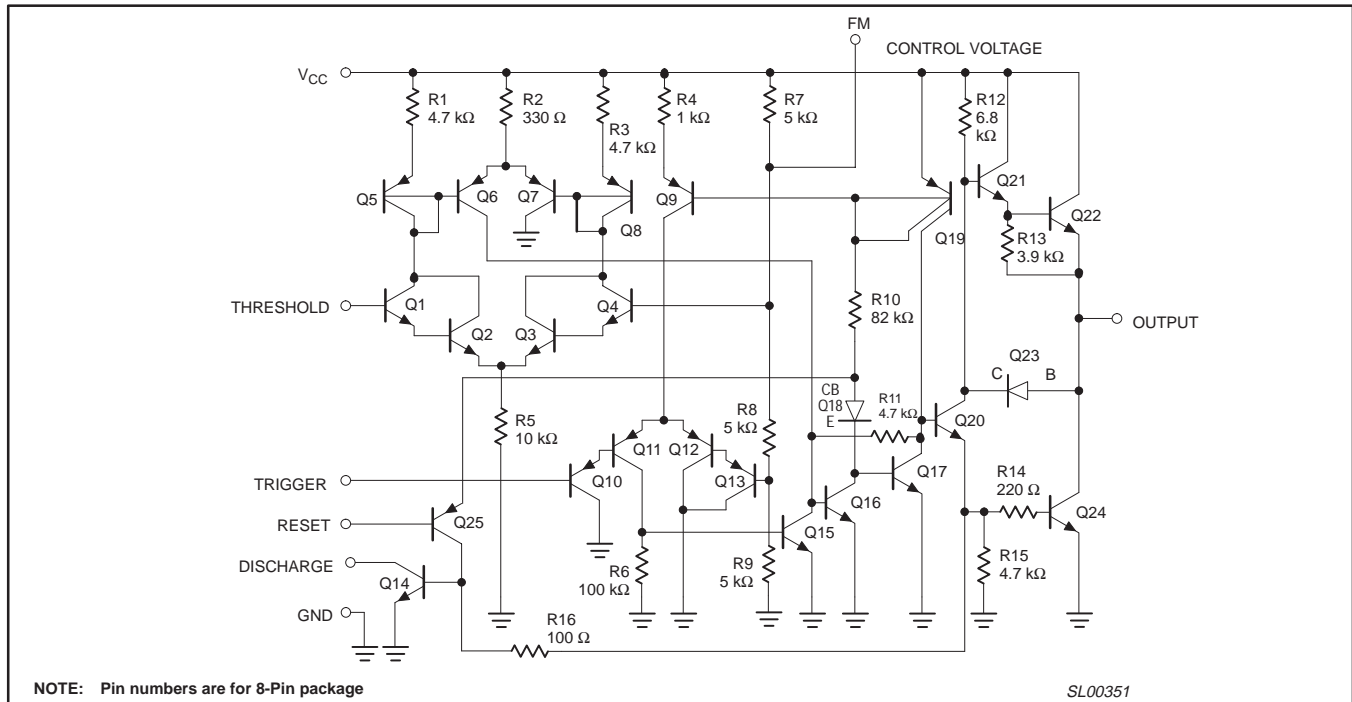 FM
CONTROL VOLTAGE
VCC
R1
4.7 kΩ
R2
330 Ω
R3
4.7 kΩ
R4
1 kΩ
R7
5 kΩ
R12
6.8
kΩ
Q5
Q6
Q7
Q8
Q9
Q19
Q21
Q22
R13
3.9 kΩ
THRESHOLD
Q1
Q2
Q3
Q4
R10
82 kΩ
OUTPUT
Q23
C
B
R5
10 kΩ
Q11
Q12
R8
5 kΩ
CB
Q18
E
R11
4.7 kΩ
Q20
TRIGGER
Q10
Q13
Q17
R14
220 Ω
Q24
RESET
Q25
Q15
Q16
DISCHARGE
Q14
R6
100 kΩ
R9
5 kΩ
R15
4.7 kΩ
GND
R16
100 Ω
NOTE: Pin numbers are for 8-Pin package
SL00351